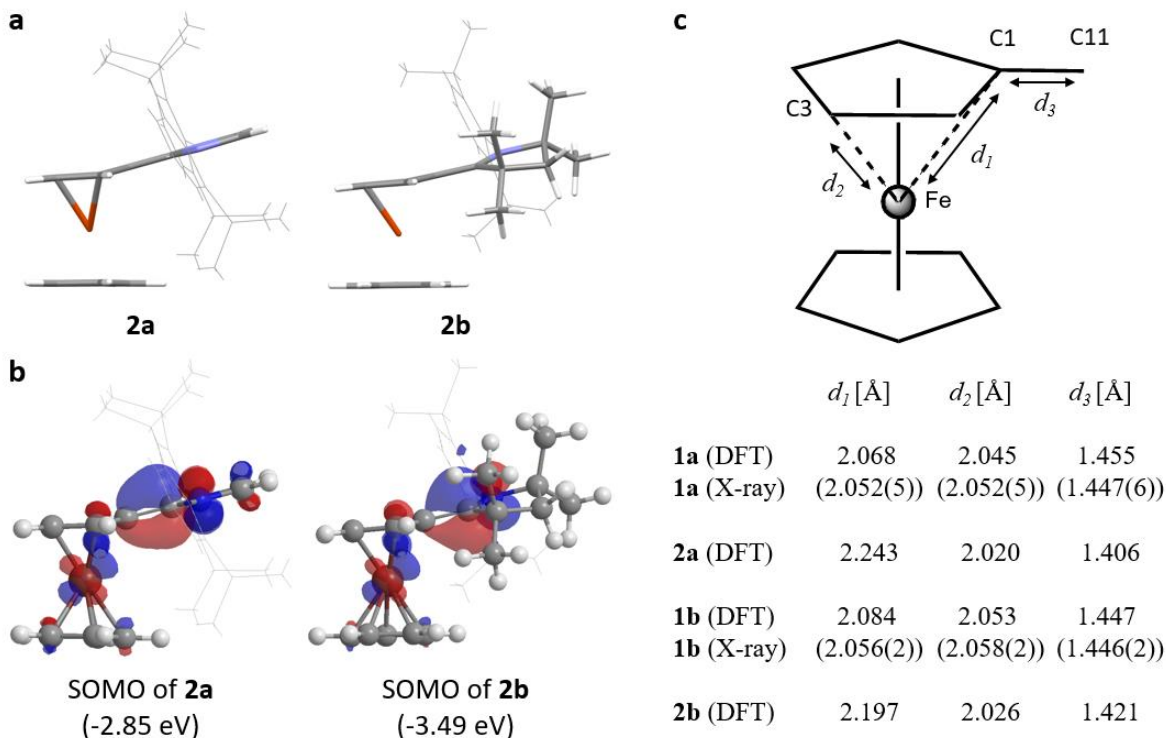 a
2a
2b
b
SOMO of 2a
(-2.85 eV)
SOMO of 2b
(-3.49 eV)
c
C1
C11
C3
d3
d1
d2
Fe
d1 [Å] d2 [Å] d3 [Å]
1a (DFT) 2.068 2.045 1.455
1a (X-ray) (2.052(5)) (2.052(5)) (1.447(6))
2a (DFT) 2.243 2.020 1.406
1b (DFT) 2.084 2.053 1.447
1b (X-ray) (2.056(2)) (2.058(2)) (1.446(2))
2b (DFT) 2.197 2.026 1.421